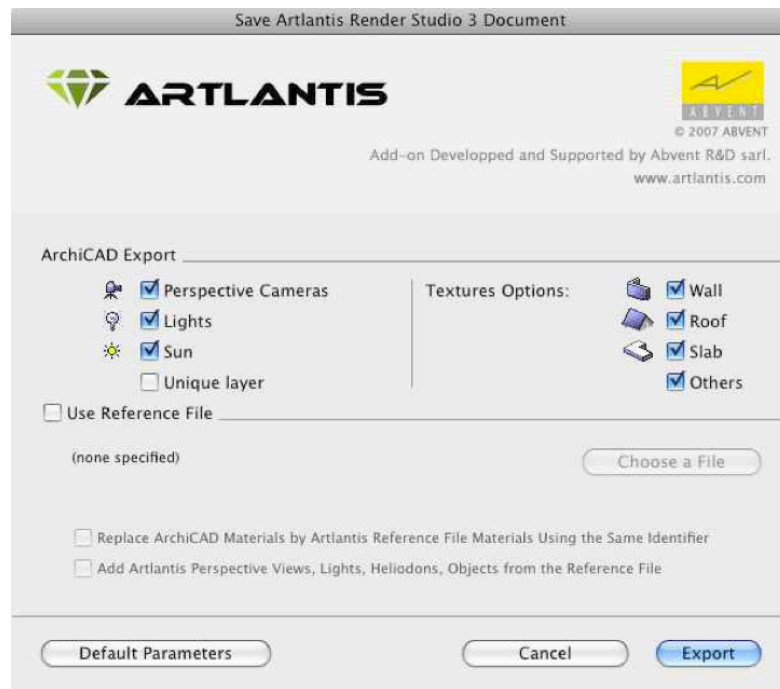 Save Artlantis Render Studio 3 Document
ARTLANTIS
ABVENT
© 2007 ABVENT
Add-on Developped and Supported by Abvent R&D sarl.
www.artlantis.com
ArchiCAD Export
Perspective Cameras
Lights
Sun
Unique layer
Textures Options:
Wall
Roof
Slab
Others
Use Reference File
(none specified)
Choose a File
Replace ArchiCAD Materials by Artlantis Reference File Materials Using the Same Identifier
Add Artlantis Perspective Views, Lights, Heliodons, Objects from the Reference File
Default Parameters
Cancel
Export